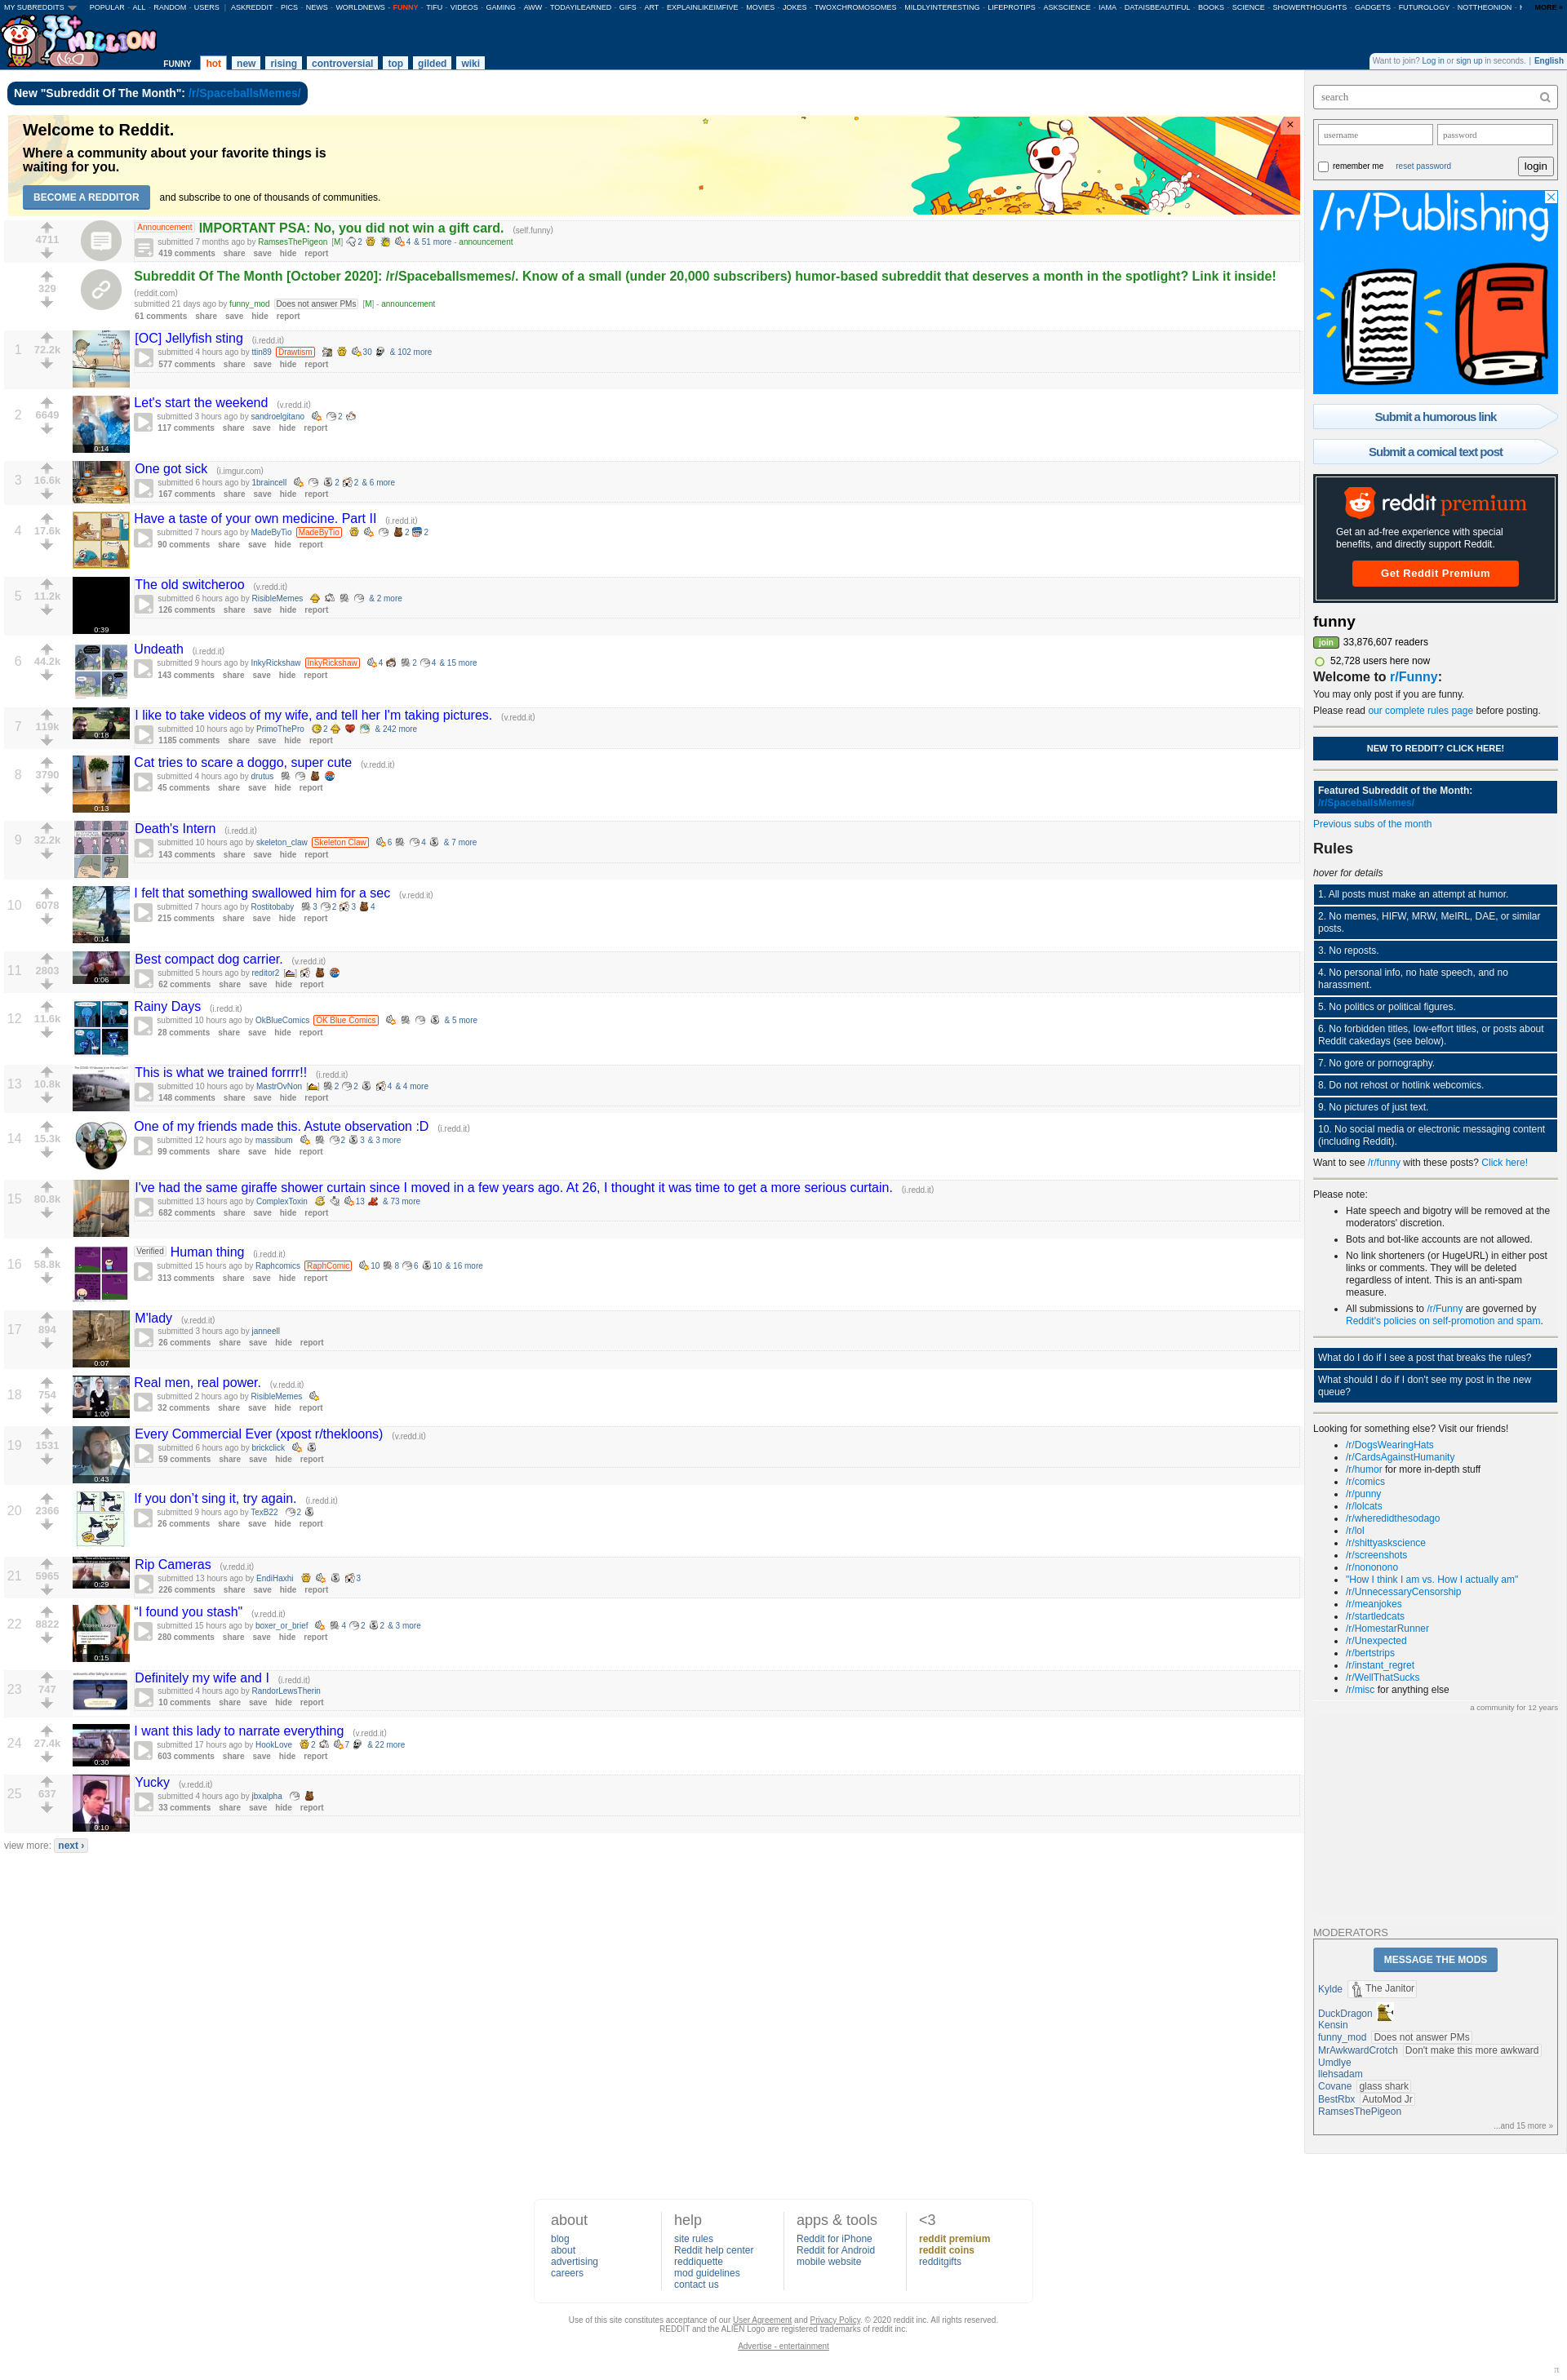 MY SUBREDDITS POPULAR - ALL - RANDOM - USERS | ASKREDDIT - PICS - NEWS - WORLDNEWS - FUNNY - TIFU - VIDEOS - GAMING - AWW - TODAYILEARNED - GIFS - ART - EXPLAINLIKEIMFIVE - MOVIES - JOKES - TWOXCHROMOSOMES - MILDLYINTERESTING - LIFEPROTIPS - ASKSCIENCE - IAMA - DATAISBEAUTIFUL - BOOKS - SCIENCE - SHOWERTHOUGHTS - GADGETS - FUTUROLOGY - NOTTHEONION - MORE »
33+ MILLION
FUNNY hot new rising controversial top gilded wiki
Want to join? Log in or sign up in seconds. | English
New "Subreddit Of The Month": /r/SpaceballsMemes/
Welcome to Reddit.
Where a community about your favorite things is
waiting for you.
BECOME A REDDITOR and subscribe to one of thousands of communities.
4711
Announcement IMPORTANT PSA: No, you did not win a gift card. (self.funny)
submitted 7 months ago by RamsesThePigeon [M] 2 4 & 51 more - announcement
419 comments share save hide report
329
Subreddit Of The Month [October 2020]: /r/Spaceballsmemes/. Know of a small (under 20,000 subscribers) humor-based subreddit that deserves a month in the spotlight? Link it inside!
(reddit.com)
submitted 21 days ago by funny_mod Does not answer PMs [M] - announcement
61 comments share save hide report
1 72.2k
[OC] Jellyfish sting (i.redd.it)
submitted 4 hours ago by ttin89 Drawtism 30 & 102 more
577 comments share save hide report
2 6649 0:14
Let's start the weekend (v.redd.it)
submitted 3 hours ago by sandroelgitano 2
117 comments share save hide report
3 16.6k
One got sick (i.imgur.com)
submitted 6 hours ago by 1braincell 2 2 & 6 more
167 comments share save hide report
4 17.6k
Have a taste of your own medicine. Part II (i.redd.it)
submitted 7 hours ago by MadeByTio MadeByTio 2 2
90 comments share save hide report
5 11.2k 0:39
The old switcheroo (v.redd.it)
submitted 6 hours ago by RisibleMemes & 2 more
126 comments share save hide report
6 44.2k
Undeath (i.redd.it)
submitted 9 hours ago by InkyRickshaw InkyRickshaw 4 2 4 & 15 more
143 comments share save hide report
7 119k 0:18
I like to take videos of my wife, and tell her I'm taking pictures. (v.redd.it)
submitted 10 hours ago by PrimoThePro 2 & 242 more
1185 comments share save hide report
8 3790 0:13
Cat tries to scare a doggo, super cute (v.redd.it)
submitted 4 hours ago by drutus
45 comments share save hide report
9 32.2k
Death's Intern (i.redd.it)
submitted 10 hours ago by skeleton_claw Skeleton Claw 6 4 & 7 more
143 comments share save hide report
10 6078 0:14
I felt that something swallowed him for a sec (v.redd.it)
submitted 7 hours ago by Rostitobaby 3 2 3 4
215 comments share save hide report
11 2803 0:06
Best compact dog carrier. (v.redd.it)
submitted 5 hours ago by reditor2
62 comments share save hide report
12 11.6k
Rainy Days (i.redd.it)
submitted 10 hours ago by OkBlueComics OK Blue Comics & 5 more
28 comments share save hide report
13 10.8k
This is what we trained forrrr!! (i.redd.it)
submitted 10 hours ago by MastrOvNon 2 2 4 & 4 more
148 comments share save hide report
14 15.3k
One of my friends made this. Astute observation :D (i.redd.it)
submitted 12 hours ago by massibum 2 3 & 3 more
99 comments share save hide report
15 80.8k
I've had the same giraffe shower curtain since I moved in a few years ago. At 26, I thought it was time to get a more serious curtain. (i.redd.it)
submitted 13 hours ago by ComplexToxin 13 & 73 more
682 comments share save hide report
16 58.8k
Verified Human thing (i.redd.it)
submitted 15 hours ago by Raphcomics RaphComic 10 8 6 10 & 16 more
313 comments share save hide report
17 894 0:07
M'lady (v.redd.it)
submitted 3 hours ago by janneell
26 comments share save hide report
18 754 1:00
Real men, real power. (v.redd.it)
submitted 2 hours ago by RisibleMemes
32 comments share save hide report
19 1531 0:43
Every Commercial Ever (xpost r/thekloons) (v.redd.it)
submitted 6 hours ago by brickclick
59 comments share save hide report
20 2366
If you don’t sing it, try again. (i.redd.it)
submitted 9 hours ago by TexB22 2
26 comments share save hide report
21 5965 0:29
Rip Cameras (v.redd.it)
submitted 13 hours ago by EndiHaxhi 3
226 comments share save hide report
22 8822 0:15
“I found you stash" (v.redd.it)
submitted 15 hours ago by boxer_or_brief 4 2 2 & 3 more
280 comments share save hide report
23 747
Definitely my wife and I (i.redd.it)
submitted 4 hours ago by RandorLewsTherin
10 comments share save hide report
24 27.4k 0:30
I want this lady to narrate everything (v.redd.it)
submitted 17 hours ago by HookLove 2 7 & 22 more
603 comments share save hide report
25 637 0:10
Yucky (v.redd.it)
submitted 4 hours ago by jbxalpha
33 comments share save hide report
view more: next ›
search
username password
remember me reset password login
/r/Publishing
Submit a humorous link
Submit a comical text post
reddit premium
Get an ad-free experience with special
benefits, and directly support Reddit.
Get Reddit Premium
funny
join 33,876,607 readers
52,728 users here now
Welcome to r/Funny:
You may only post if you are funny.
Please read our complete rules page before posting.
NEW TO REDDIT? CLICK HERE!
Featured Subreddit of the Month:
/r/SpaceballsMemes/
Previous subs of the month
Rules
hover for details
1. All posts must make an attempt at humor.
2. No memes, HIFW, MRW, MeIRL, DAE, or similar
posts.
3. No reposts.
4. No personal info, no hate speech, and no
harassment.
5. No politics or political figures.
6. No forbidden titles, low-effort titles, or posts about
Reddit cakedays (see below).
7. No gore or pornography.
8. Do not rehost or hotlink webcomics.
9. No pictures of just text.
10. No social media or electronic messaging content
(including Reddit).
Want to see /r/funny with these posts? Click here!
Please note:
Hate speech and bigotry will be removed at the
moderators' discretion.
Bots and bot-like accounts are not allowed.
No link shorteners (or HugeURL) in either post
links or comments. They will be deleted
regardless of intent. This is an anti-spam
measure.
All submissions to /r/Funny are governed by
Reddit's policies on self-promotion and spam.
What do I do if I see a post that breaks the rules?
What should I do if I don't see my post in the new
queue?
Looking for something else? Visit our friends!
/r/DogsWearingHats
/r/CardsAgainstHumanity
/r/humor for more in-depth stuff
/r/comics
/r/punny
/r/lolcats
/r/wheredidthesodago
/r/lol
/r/shittyaskscience
/r/screenshots
/r/nononono
"How I think I am vs. How I actually am"
/r/UnnecessaryCensorship
/r/meanjokes
/r/startledcats
/r/HomestarRunner
/r/Unexpected
/r/bertstrips
/r/instant_regret
/r/WellThatSucks
/r/misc for anything else
a community for 12 years
MODERATORS
MESSAGE THE MODS
Kylde The Janitor
DuckDragon
Kensin
funny_mod Does not answer PMs
MrAwkwardCrotch Don't make this more awkward
Umdlye
llehsadam
Covane glass shark
BestRbx AutoMod Jr
RamsesThePigeon
...and 15 more »
about
blog
about
advertising
careers
help
site rules
Reddit help center
reddiquette
mod guidelines
contact us
apps & tools
Reddit for iPhone
Reddit for Android
mobile website
<3
reddit premium
reddit coins
redditgifts
Use of this site constitutes acceptance of our User Agreement and Privacy Policy. © 2020 reddit inc. All rights reserved.
REDDIT and the ALIEN Logo are registered trademarks of reddit inc.
Advertise - entertainment
π